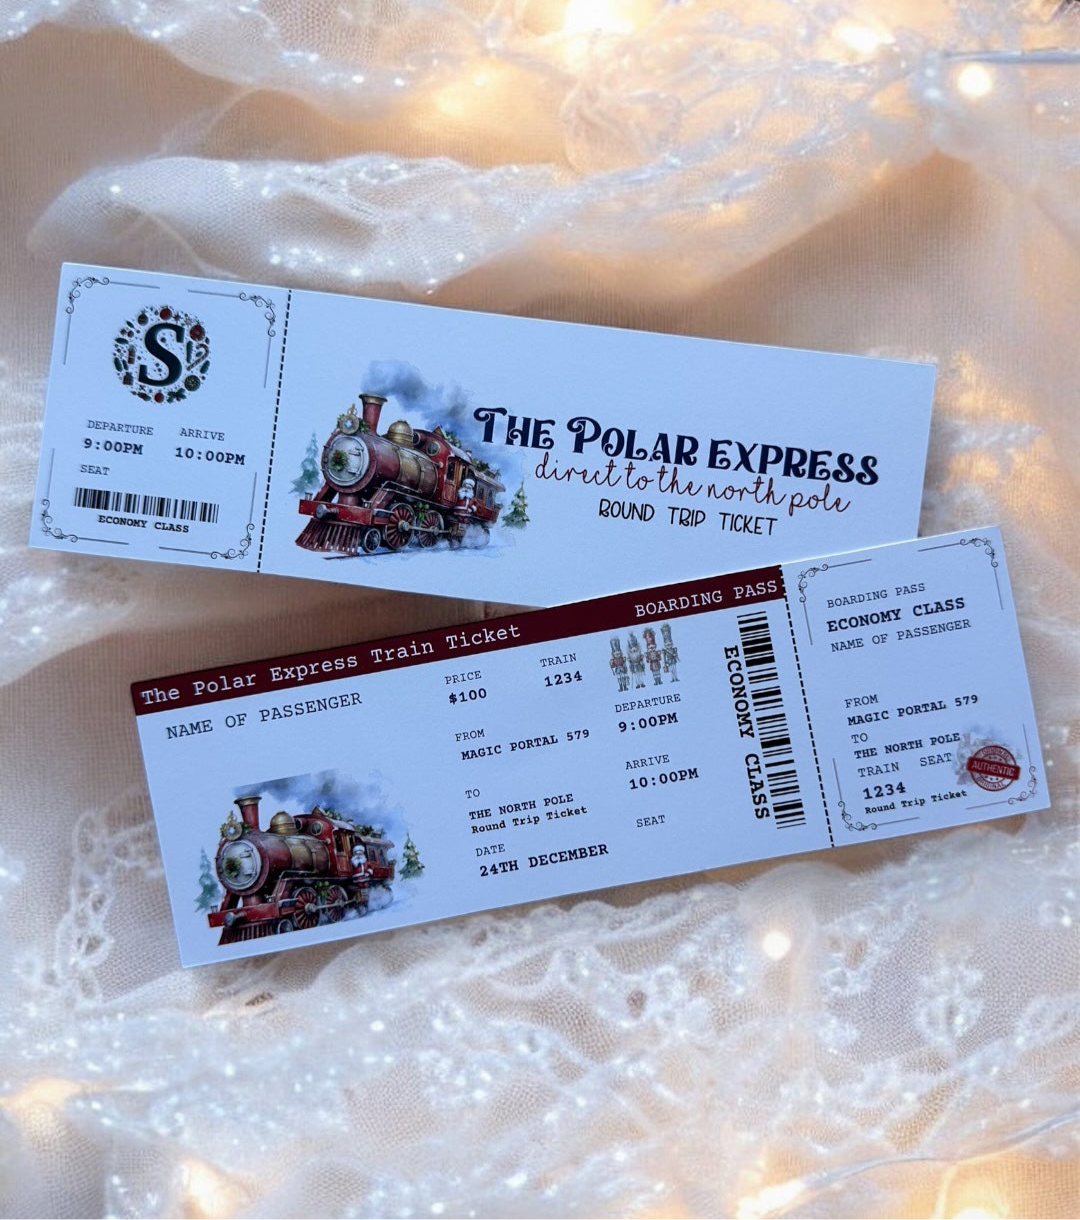 S
DEPARTURE ARRIVE
9:00PM 10:00PM
SEAT
ECONOMY CLASS
THE POLAR EXPRESS
direct to the north pole
ROUND TRIP TICKET
The Polar Express Train Ticket BOARDING PASS
NAME OF PASSENGER
PRICE TRAIN
$100 1234
FROM DEPARTURE
MAGIC PORTAL 579 9:00PM
TO ARRIVE
THE NORTH POLE 10:00PM
Round Trip Ticket
DATE SEAT
24TH DECEMBER
ECONOMY CLASS
BOARDING PASS
ECONOMY CLASS
NAME OF PASSENGER
FROM
MAGIC PORTAL 579
TO
THE NORTH POLE
TRAIN SEAT
1234
Round Trip Ticket
AUTHENTIC